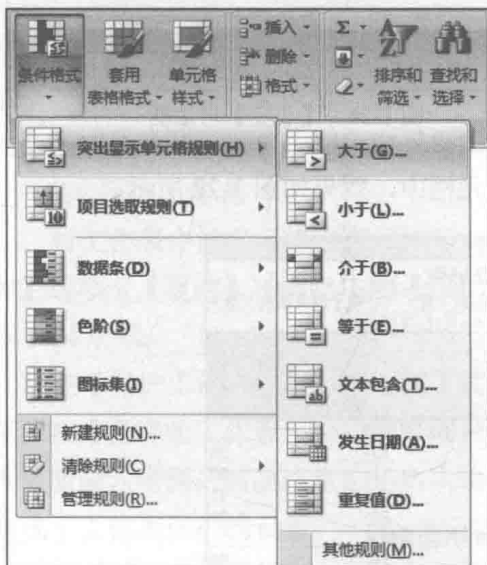 条件格式
套用
表格格式
单元格
样式
插入
删除
格式
Σ
排序和
筛选
查找和
选择
突出显示单元格规则(H)
项目选取规则(T)
数据条(D)
色阶(S)
图标集(I)
新建规则(N)...
清除规则(C)
管理规则(R)...
大于(G)...
小于(L)...
介于(B)...
等于(E)...
文本包含(T)...
发生日期(A)...
重复值(D)...
其他规则(M)...